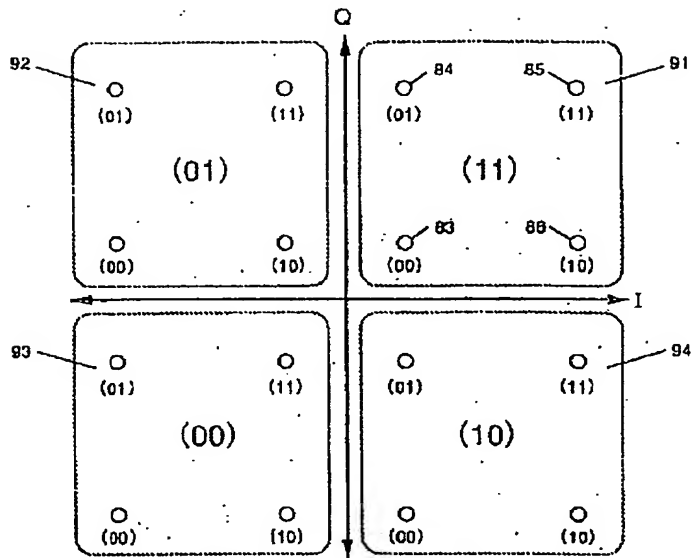 Q
92 84 85 91
(01) (11) (01) (11)
(01) (11)
83 86
(00) (10) (00) (10)
I
93 94
(01) (11) (01) (11)
(00) (10)
(00) (10) (00) (10)